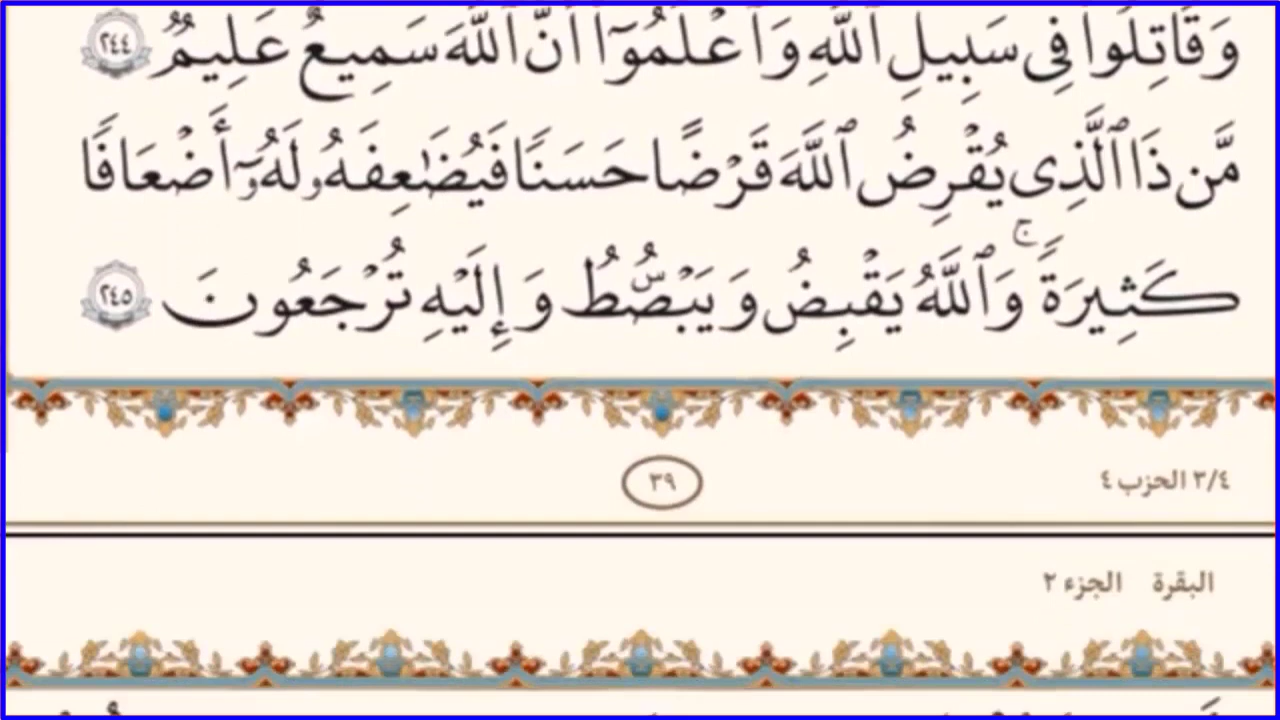 وَقَاتِلُوا۟ فِى سَبِيلِ ٱللَّهِ وَٱعْلَمُوٓا۟ أَنَّ ٱللَّهَ سَمِيعٌ عَلِيمٌ ٢٤٤
مَّن ذَا ٱلَّذِى يُقْرِضُ ٱللَّهَ قَرْضًا حَسَنًا فَيُضَٰعِفَهُۥ لَهُۥٓ أَضْعَافًا
كَثِيرَةً ۚ وَٱللَّهُ يَقْبِضُ وَيَبْصُۜطُ وَإِلَيْهِ تُرْجَعُونَ ٢٤٥
٣/٤ الحزب ٤
٣٩
البقرة الجزء ٢